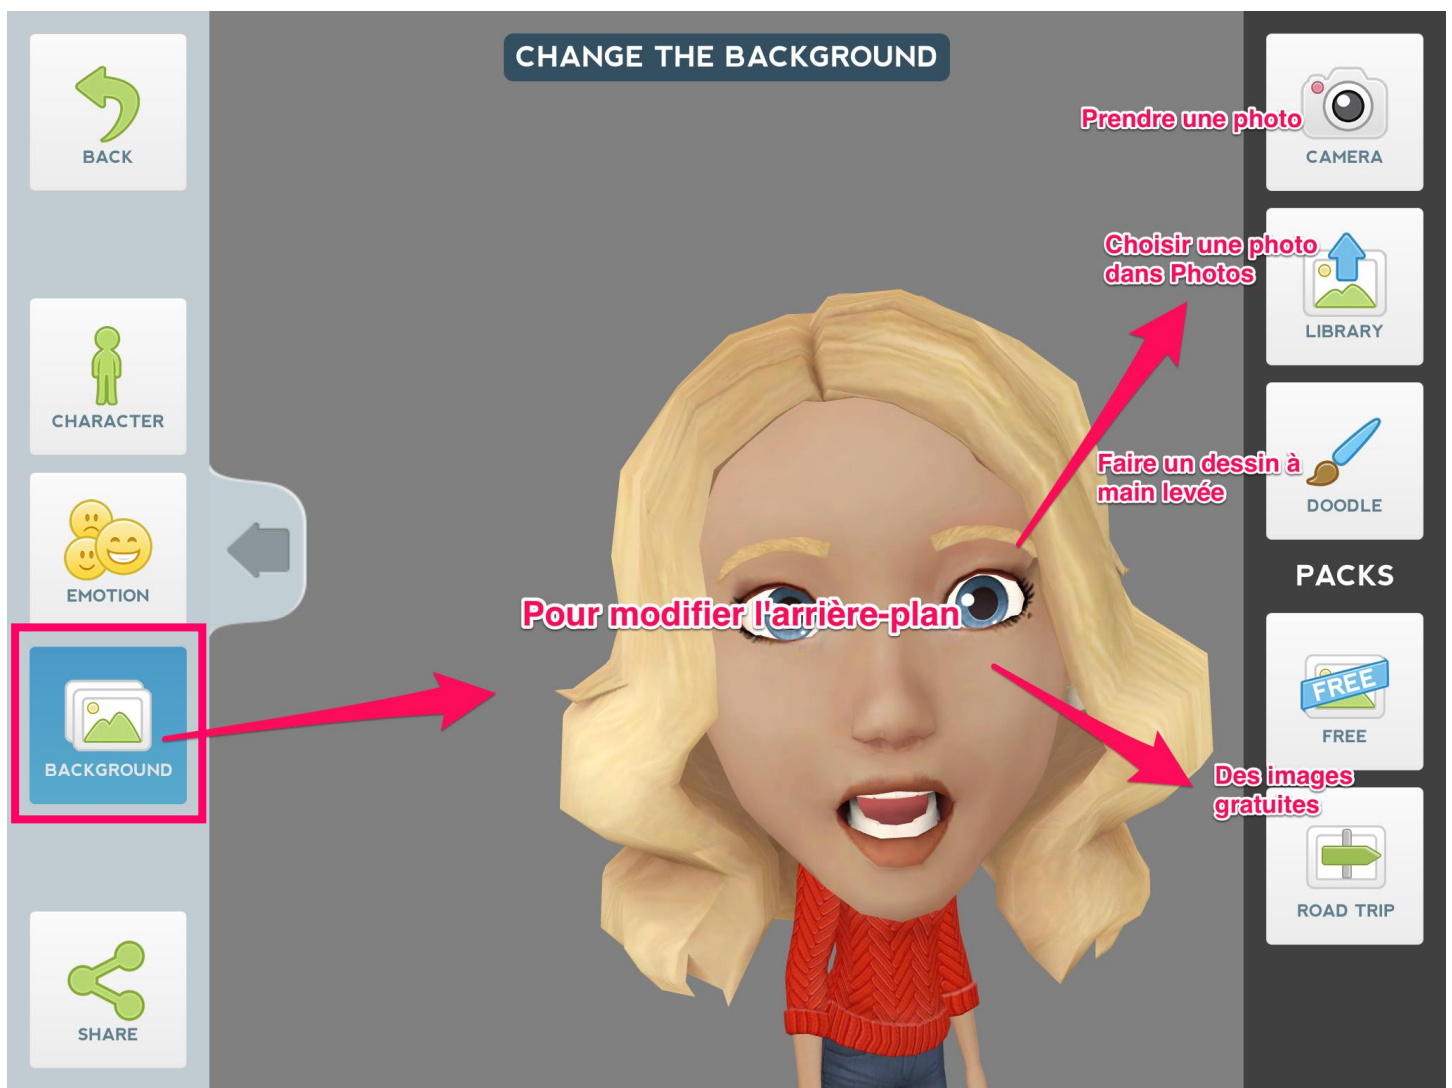 CHANGE THE BACKGROUND
BACK
CHARACTER
EMOTION
BACKGROUND
SHARE
Pour modifier l'arrière-plan
Prendre une photo
CAMERA
Choisir une photo
dans Photos
LIBRARY
Faire un dessin à
main levée
DOODLE
PACKS
FREE
FREE
Des images
gratuites
ROAD TRIP